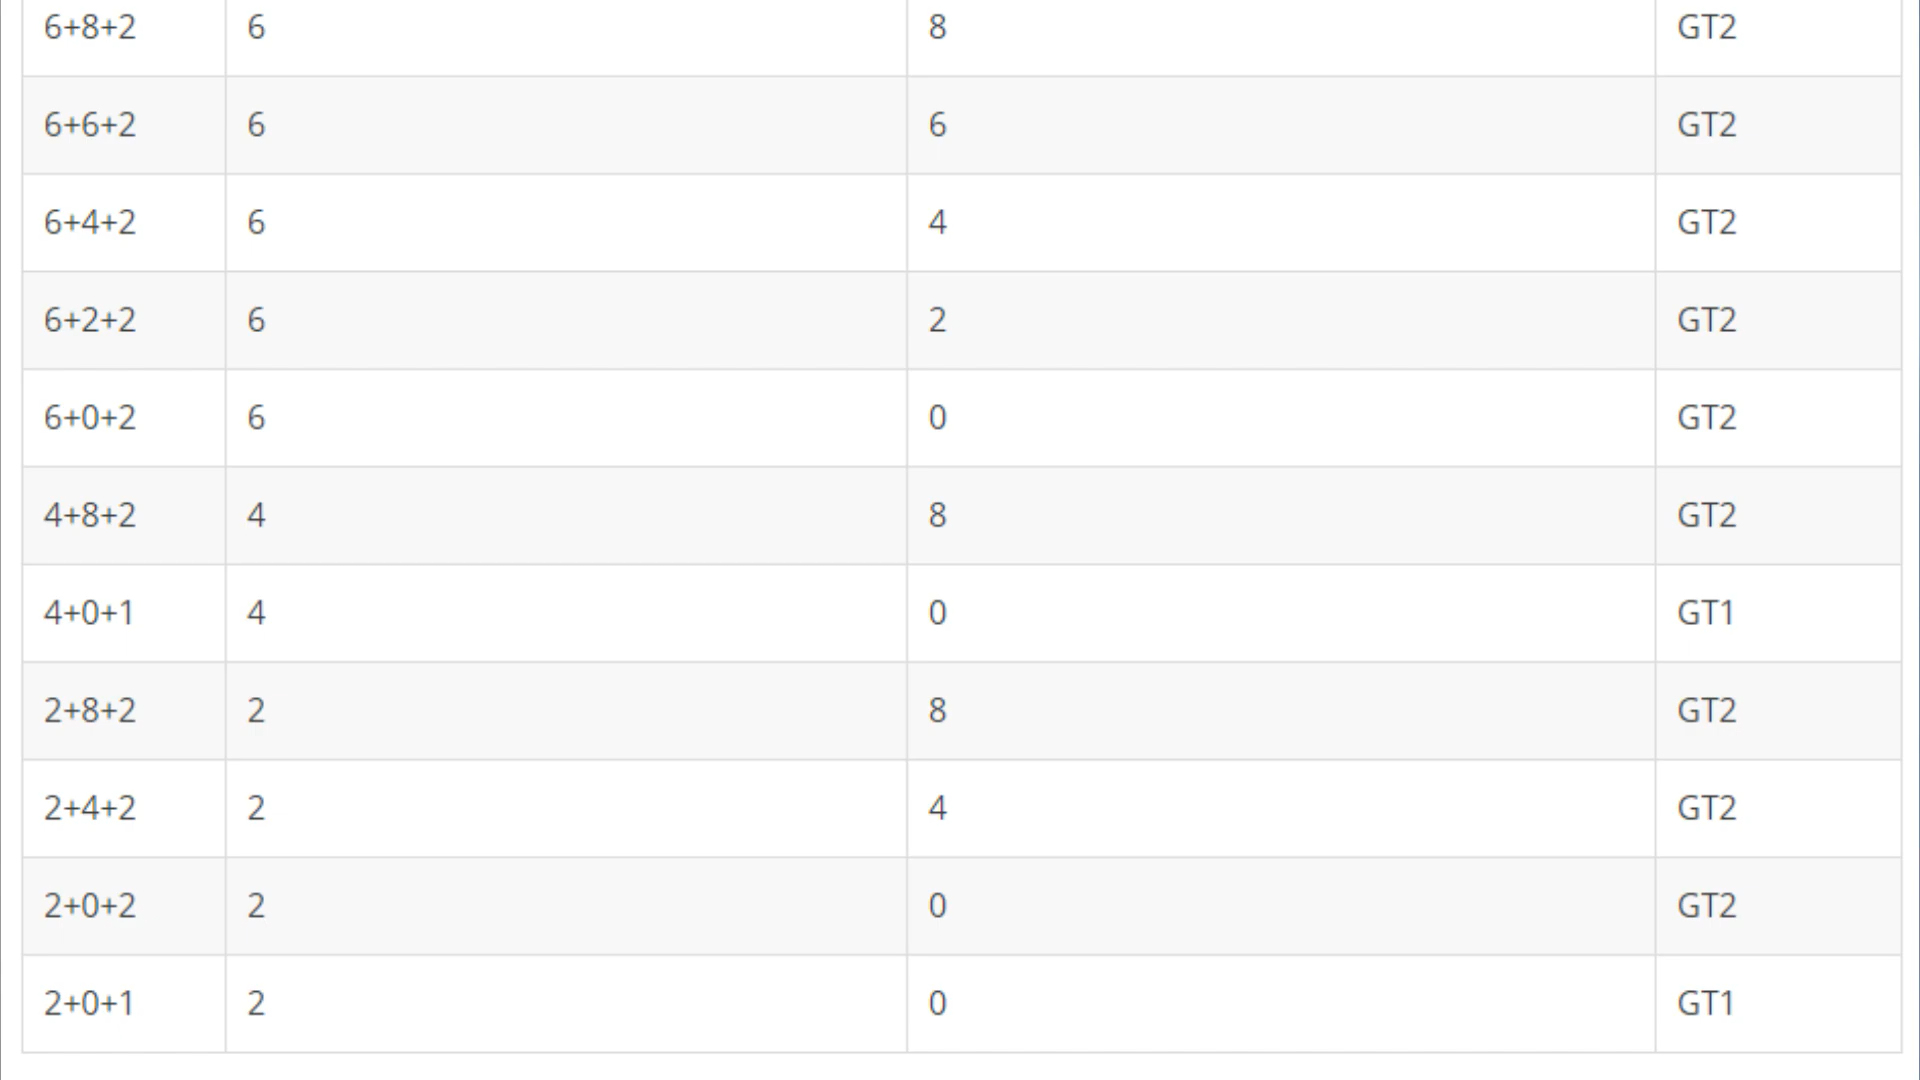 6+8+2 6 8 GT2
6+6+2 6 6 GT2
6+4+2 6 4 GT2
6+2+2 6 2 GT2
6+0+2 6 0 GT2
4+8+2 4 8 GT2
4+0+1 4 0 GT1
2+8+2 2 8 GT2
2+4+2 2 4 GT2
2+0+2 2 0 GT2
2+0+1 2 0 GT1